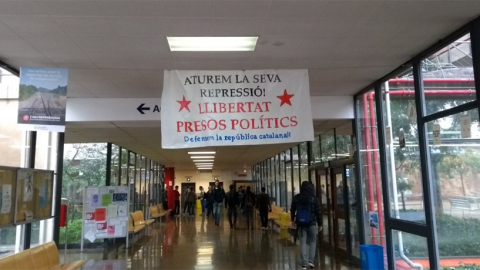 ATUREM LA SEVA
REPRESSIÓ!
LLIBERTAT
PRESOS POLÍTICS
Defensem la república catalana!
A